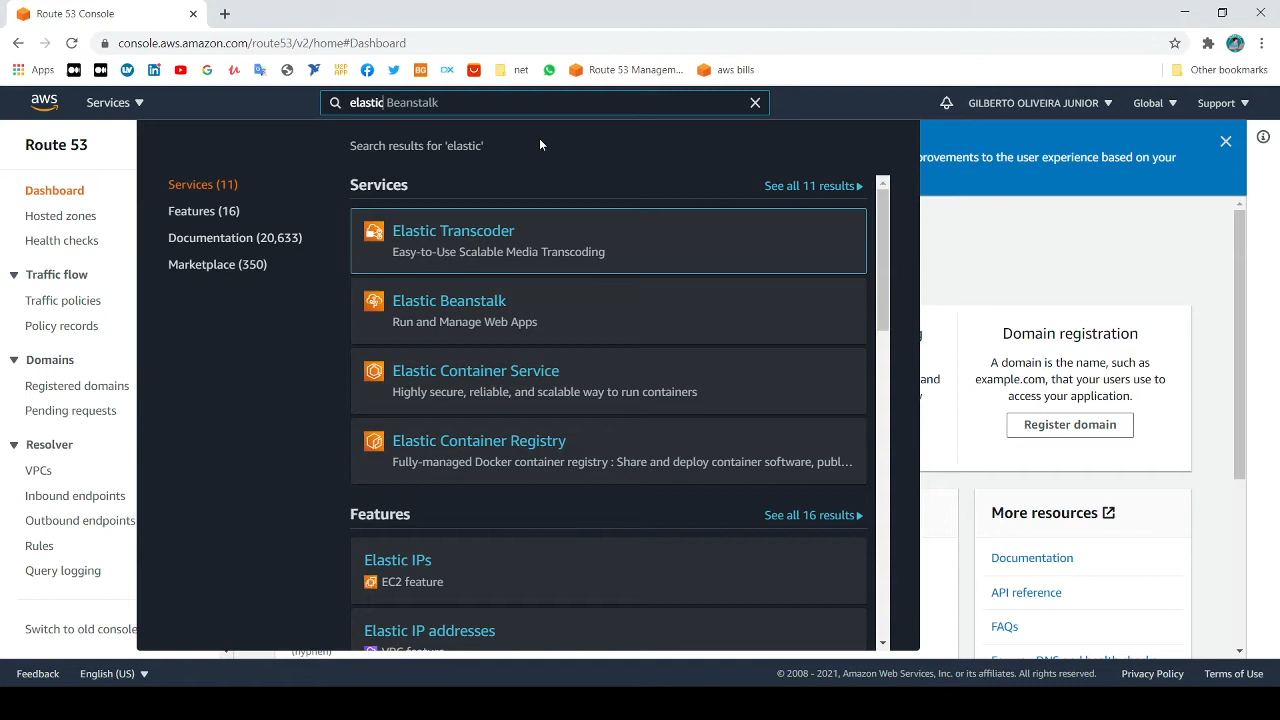 Route 53 Console
console.aws.amazon.com/route53/v2/home#Dashboard
Apps
net
Route 53 Managem...
aws bills
Other bookmarks
aws
Services
elastic Beanstalk
GILBERTO OLIVEIRA JUNIOR
Global
Support
Route 53
Dashboard
Hosted zones
Health checks
Traffic flow
Traffic policies
Policy records
Domains
Registered domains
Pending requests
Resolver
VPCs
Inbound endpoints
Outbound endpoints
Rules
Query logging
Switch to old console
Search results for 'elastic'
Services (11)
Features (16)
Documentation (20,633)
Marketplace (350)
Services
See all 11 results
Elastic Transcoder
Easy-to-Use Scalable Media Transcoding
Elastic Beanstalk
Run and Manage Web Apps
Elastic Container Service
Highly secure, reliable, and scalable way to run containers
Elastic Container Registry
Fully-managed Docker container registry : Share and deploy container software, publ...
Features
See all 16 results
Elastic IPs
EC2 feature
Elastic IP addresses
VPC feature
provements to the user experience based on your
and
Domain registration
A domain is the name, such as
example.com, that your users use to
access your application.
Register domain
More resources
Documentation
API reference
FAQs
(hyphen)
Feedback
English (US)
© 2008 - 2021, Amazon Web Services, Inc. or its affiliates. All rights reserved.
Privacy Policy
Terms of Use